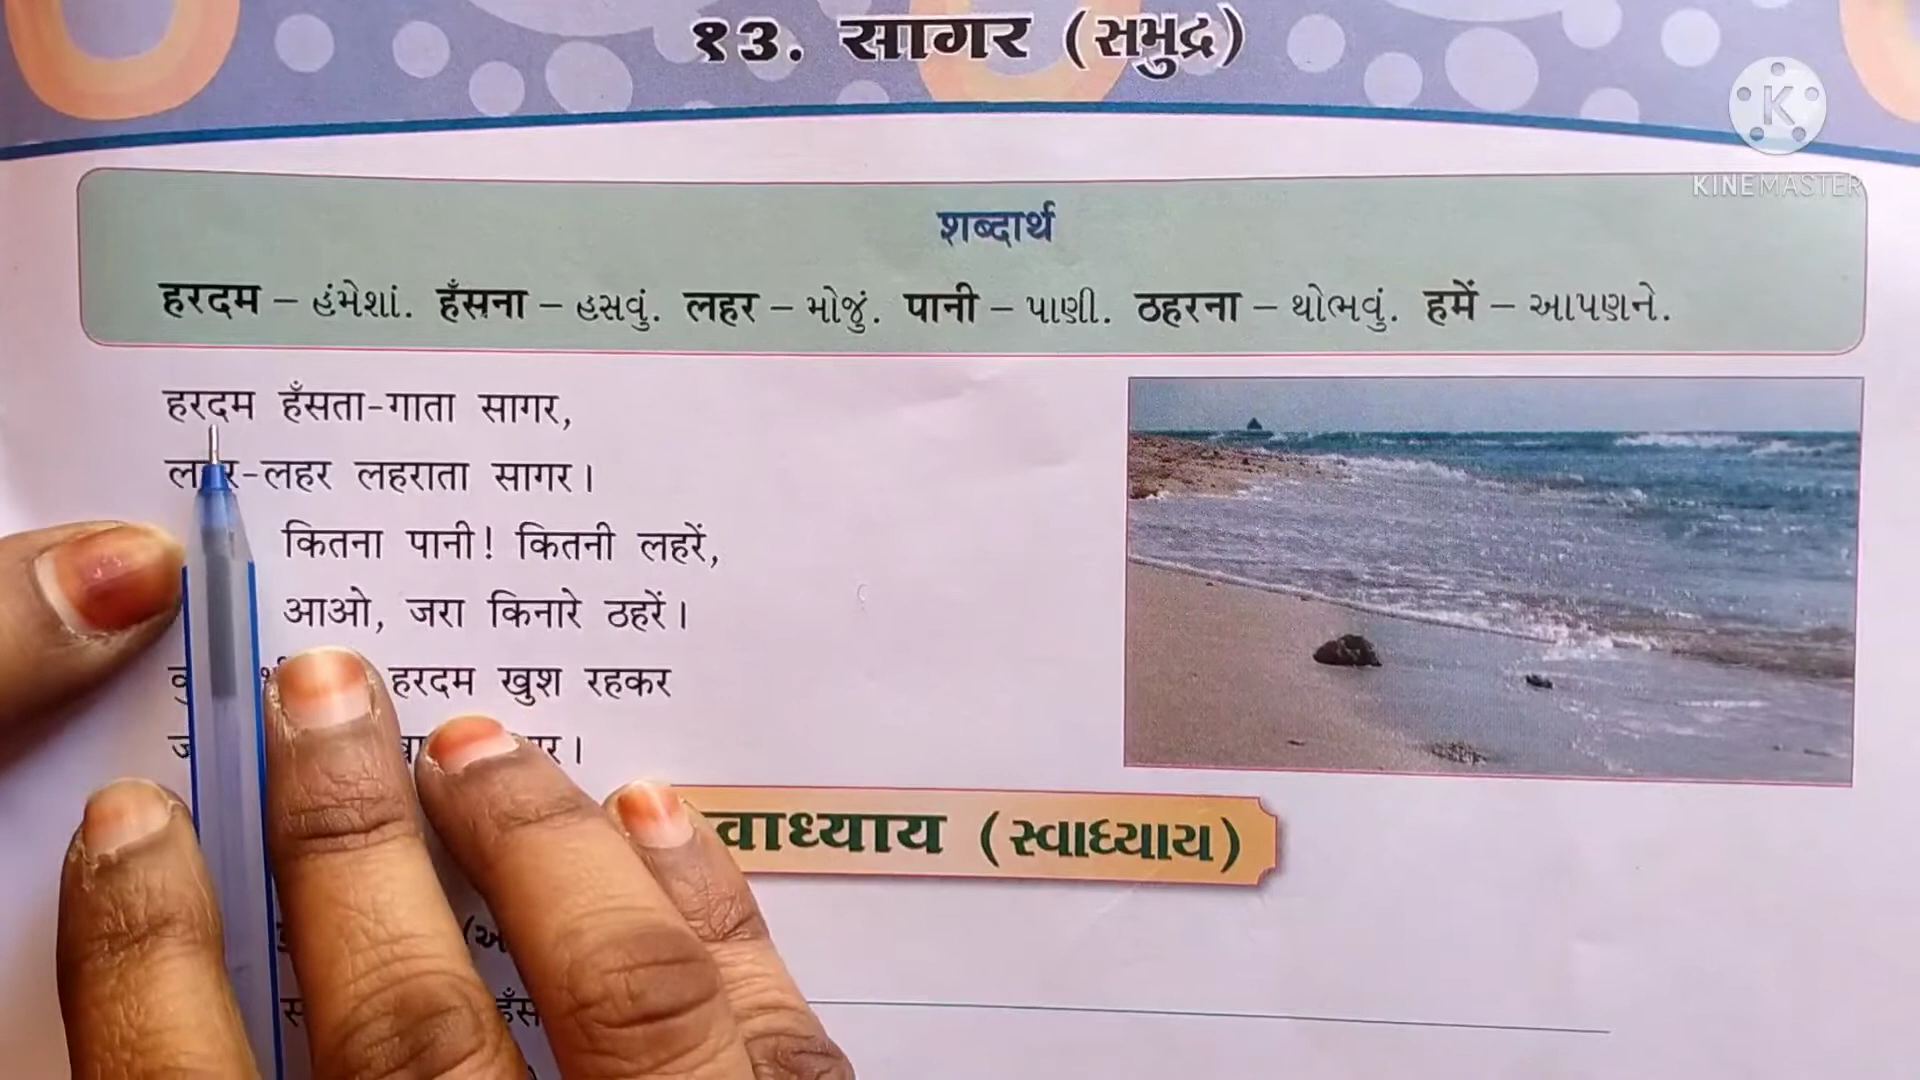 १३. सागर (સમુદ્ર)
KINEMASTER
शब्दार्थ
हरदम – હંમેશાં. हँसना – હસવું. लहर – મોજું. पानी – પાણી. ठहरना – થોભવું. हमें – આપણને.
हरदम हँसता-गाता सागर,
लहर-लहर लहराता सागर।
कितना पानी! कितनी लहरें,
आओ, जरा किनारे ठहरें।
हरदम खुश रहकर
(સ્વાધ્યાય)